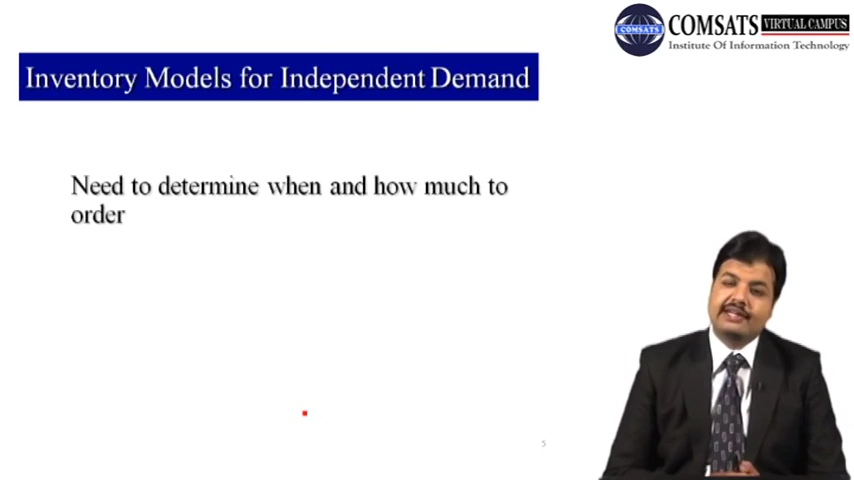 COMSATS VIRTUAL CAMPUS
COMSATS Institute Of Information Technology
Inventory Models for Independent Demand
Need to determine when and how much to
order
5